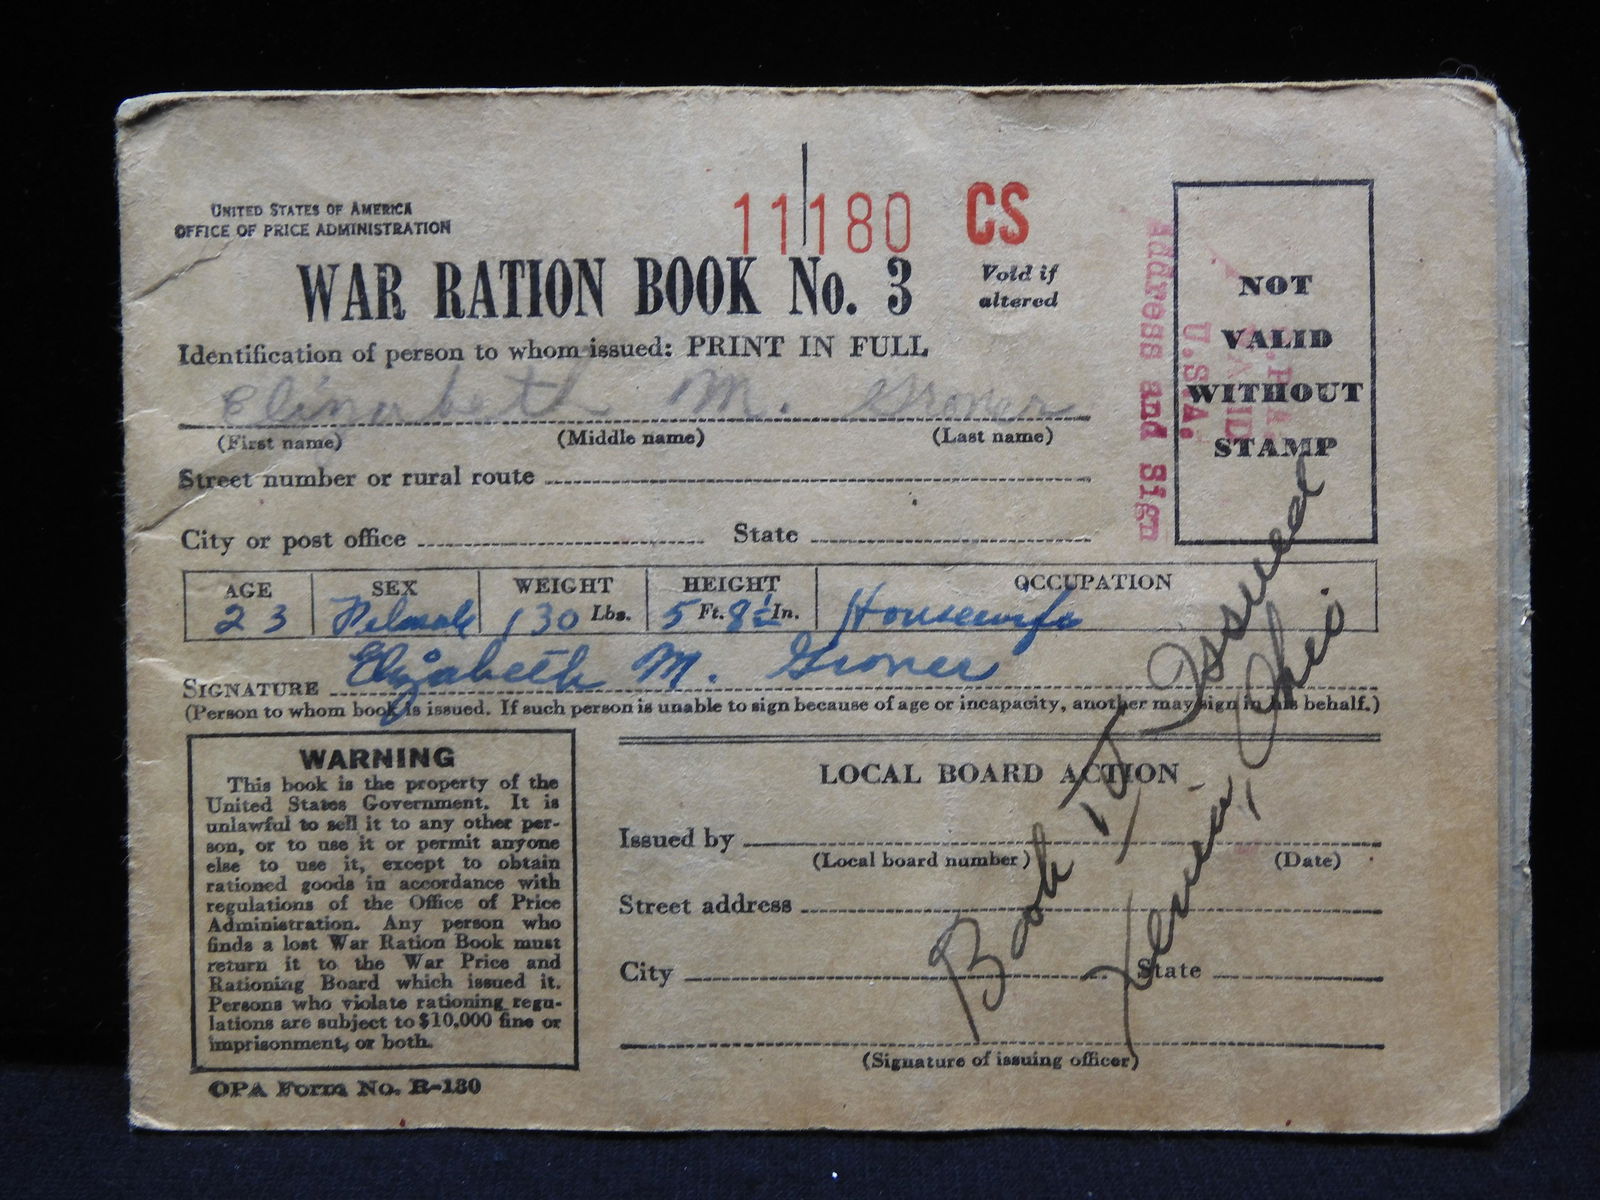 UNITED STATES OF AMERICA
OFFICE OF PRICE ADMINISTRATION
11180 CS
WAR RATION BOOK No. 3
Void if
altered
Identification of person to whom issued: PRINT IN FULL
Elizabeth M. Groner
(First name) (Middle name) (Last name)
Street number or rural route
City or post office State
AGE SEX WEIGHT HEIGHT OCCUPATION
23 Female 130 Lbs. 5 Ft. 8½ In. Housewife
SIGNATURE Elizabeth M. Groner
(Person to whom book is issued. If such person is unable to sign because of age or incapacity, another may sign in his behalf.)
NOT
VALID
WITHOUT
STAMP
Address and Sign
U.S.A.
WARNING
This book is the property of the
United States Government. It is
unlawful to sell it to any other per-
son, or to use it or permit anyone
else to use it, except to obtain
rationed goods in accordance with
regulations of the Office of Price
Administration. Any person who
finds a lost War Ration Book must
return it to the War Price and
Rationing Board which issued it.
Persons who violate rationing regu-
lations are subject to $10,000 fine or
imprisonment, or both.
OPA Form No. R-130
LOCAL BOARD ACTION
Issued by
(Local board number) (Date)
Street address
City State
(Signature of issuing officer)
Book Issued
Xenia, Ohio